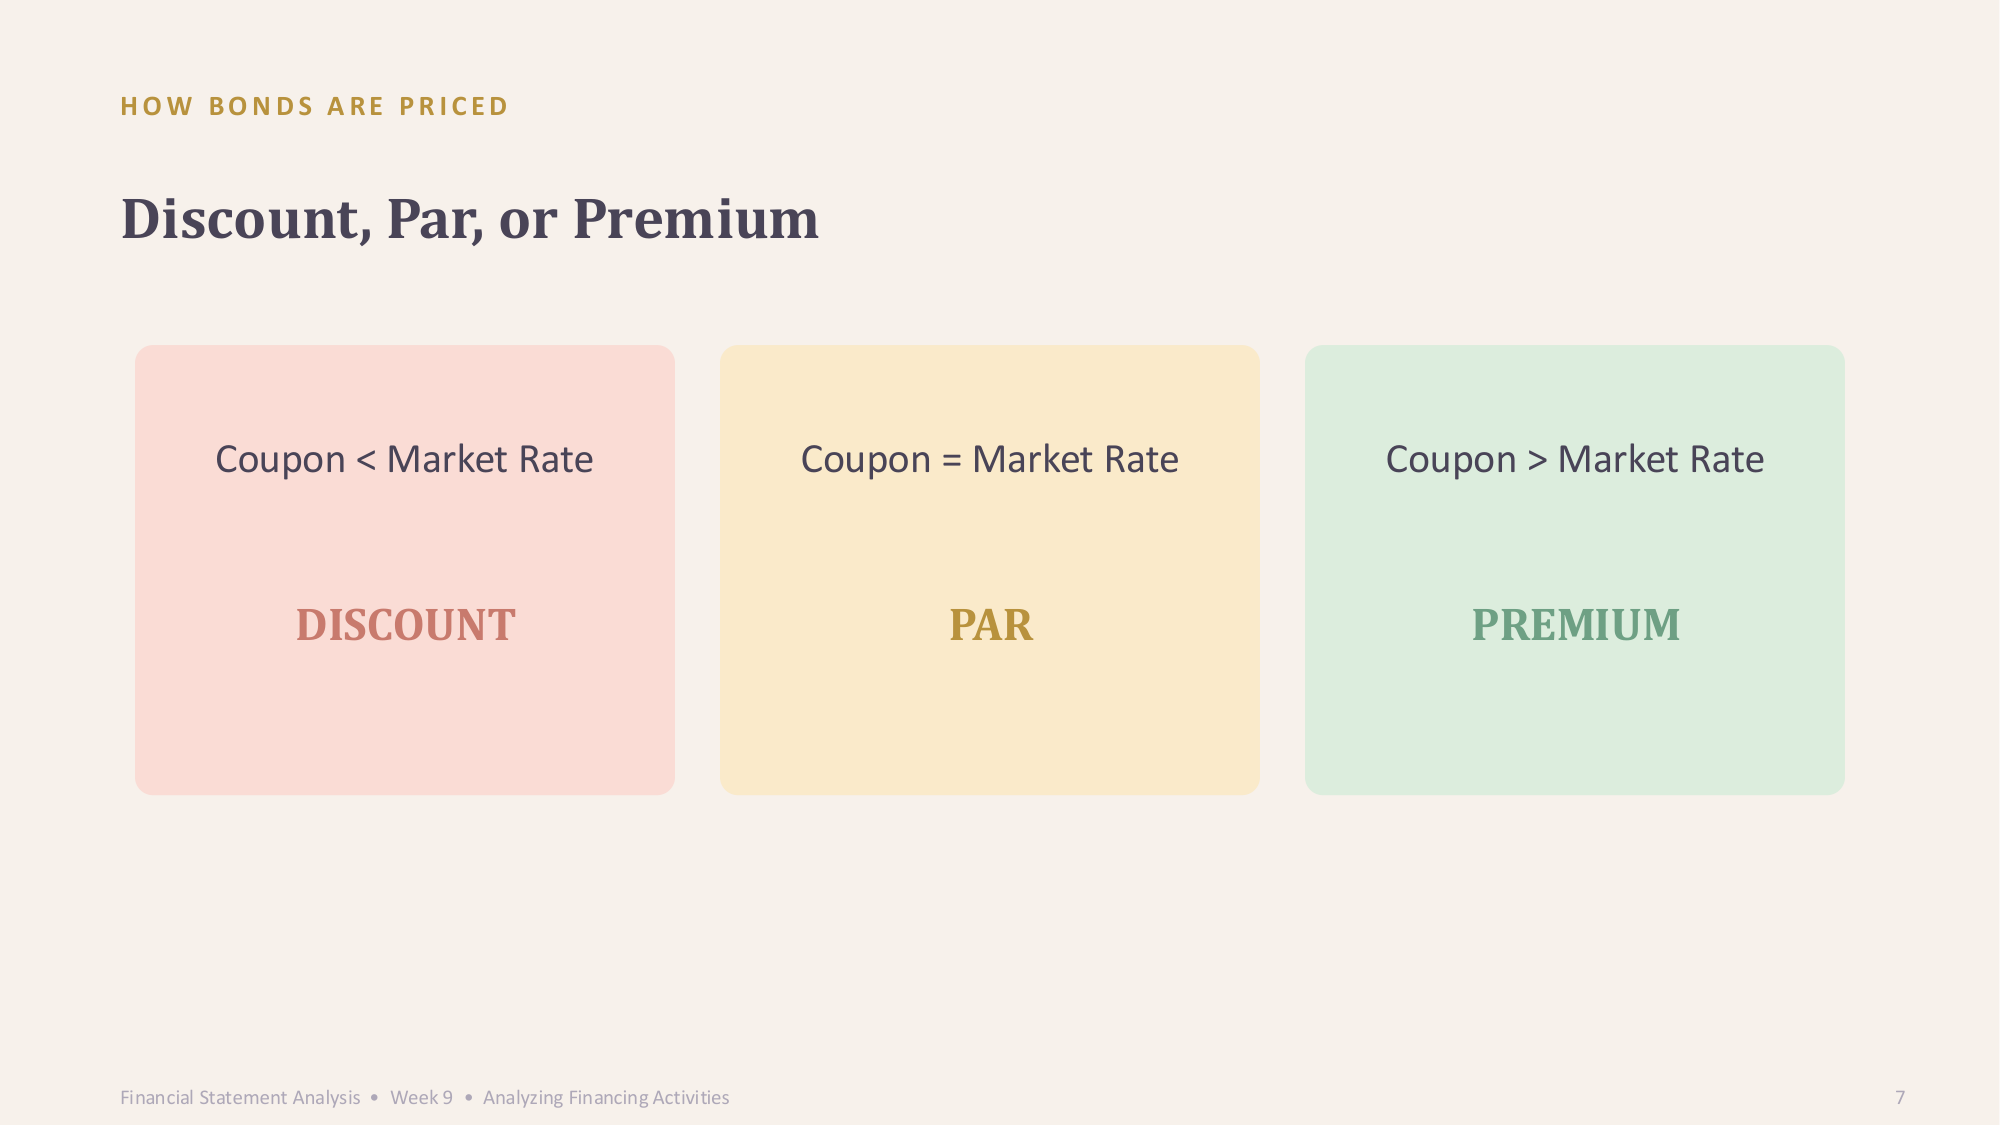 HOW BONDS ARE PRICED
Discount, Par, or Premium
Coupon < Market Rate
DISCOUNT
Coupon = Market Rate
PAR
Coupon > Market Rate
PREMIUM
Financial Statement Analysis • Week 9 • Analyzing Financing Activities
7